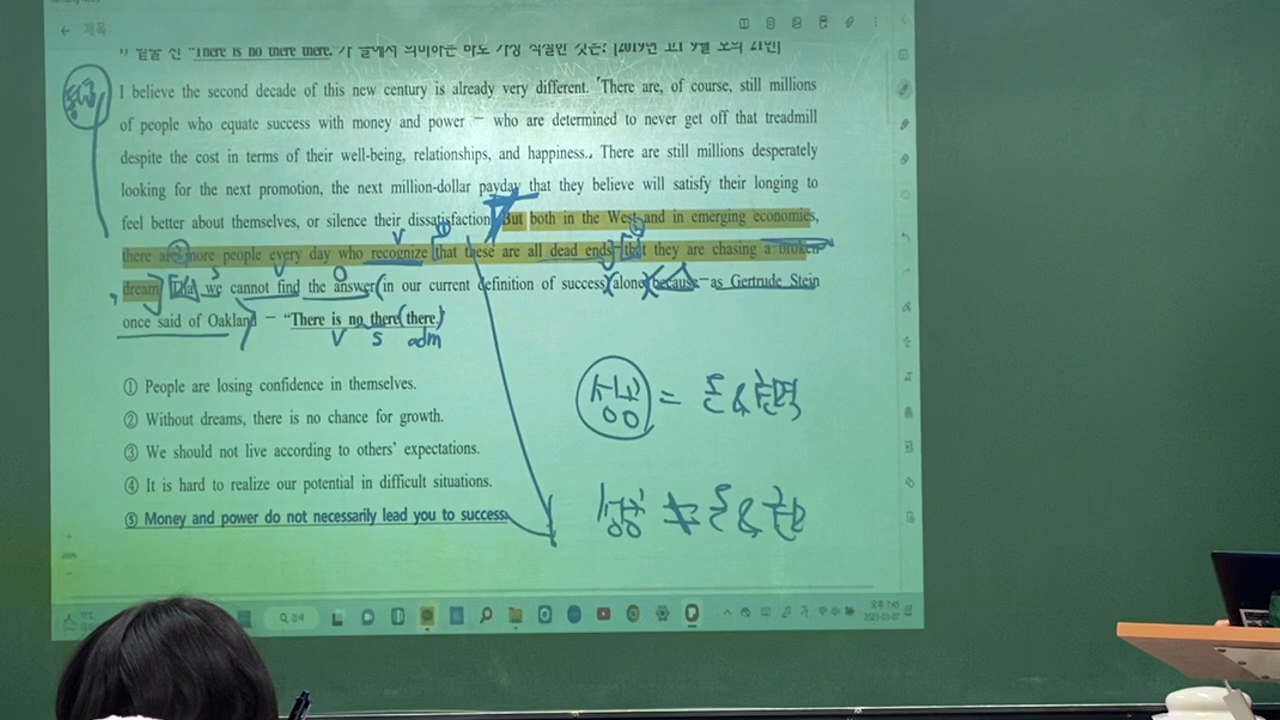 제목
밑줄 친 "There is no there there. 가 글에서 의미하는 바로 가장 적절한 것은? [2019년 고1 9월 모의 21번]
통념
I believe the second decade of this new century is already very different. There are, of course, still millions
of people who equate success with money and power – who are determined to never get off that treadmill
despite the cost in terms of their well-being, relationships, and happiness. There are still millions desperately
looking for the next promotion, the next million-dollar payday that they believe will satisfy their longing to
feel better about themselves, or silence their dissatisfaction. But both in the West and in emerging economies,
there are more people every day who recognize that these are all dead ends that they are chasing a broken
V
dream that we cannot find the answer in our current definition of success alone because – as Gertrude Stein
S V O
once said of Oakland – "There is no there there.
V S adm
① People are losing confidence in themselves.
② Without dreams, there is no chance for growth.
③ We should not live according to others' expectations.
④ It is hard to realize our potential in difficult situations.
⑤ Money and power do not necessarily lead you to success.
성공 = 돈 & 권력
성공 ≠ 돈 & 권력
검색
오후 7:45